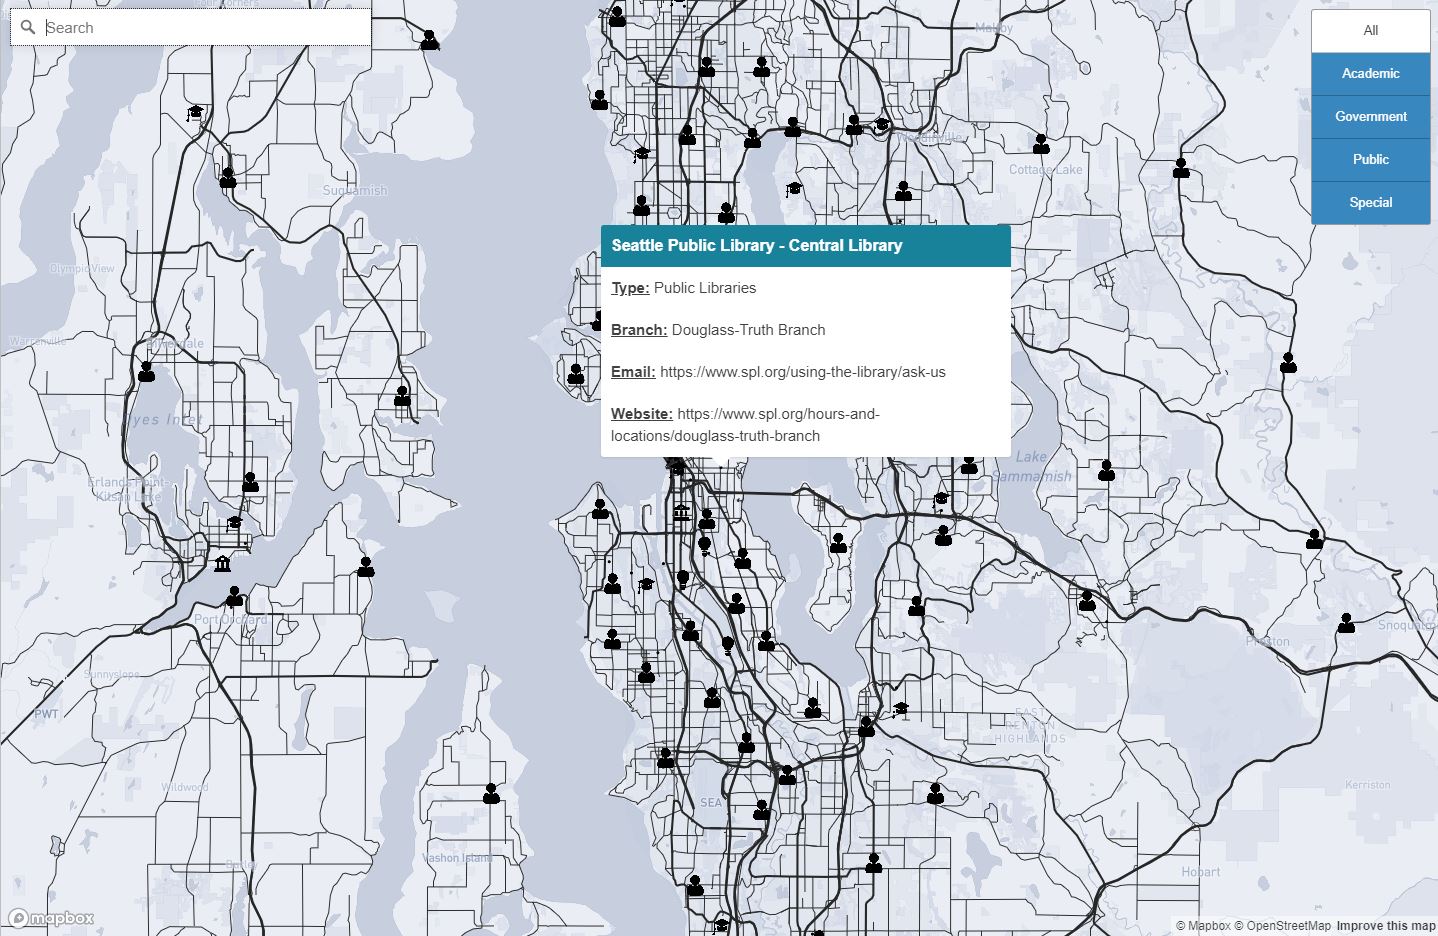 Four Corners
Search
All
Maltby
Academic
Government
Woodinville
Public
Cottage Lake
Suquamish
Special
Seattle Public Library - Central Library
Olympic View
Type: Public Libraries
Branch: Douglass-Truth Branch
Warrenville
Silverdale
Email: https://www.spl.org/using-the-library/ask-us
Website: https://www.spl.org/hours-and-
locations/douglass-truth-branch
Dyes Inlet
Lake
Sammamish
Erlands Point-
Kitsap Lake
Port Orchard
Preston
Sunnyslope
PWT
EAST
RENTON
HIGHLANDS
Wildwood
Kerriston
SEA
Vashon Island
Burley
Hobart
mapbox
© Mapbox © OpenStreetMap Improve this map